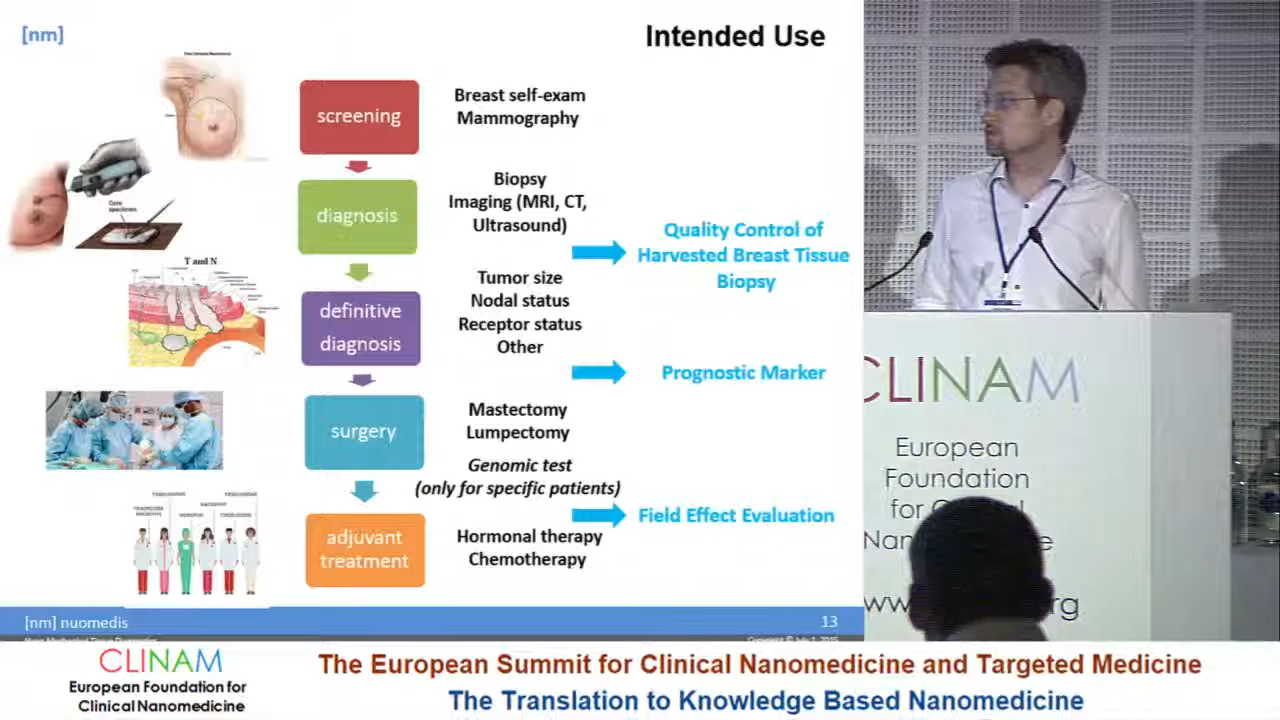 [nm]
Intended Use
screening
Breast self-exam
Mammography
diagnosis
Biopsy
Imaging (MRI, CT,
Ultrasound)
Quality Control of
Harvested Breast Tissue
Biopsy
Core
specimen
T and N
definitive
diagnosis
Tumor size
Nodal status
Receptor status
Other
Prognostic Marker
surgery
Mastectomy
Lumpectomy
Genomic test
(only for specific patients)
Field Effect Evaluation
adjuvant
treatment
Hormonal therapy
Chemotherapy
[nm] nuomedis
13
CLINAM
European
Foundation
for
CLINAM
European Foundation for
Clinical Nanomedicine
The European Summit for Clinical Nanomedicine and Targeted Medicine
The Translation to Knowledge Based Nanomedicine